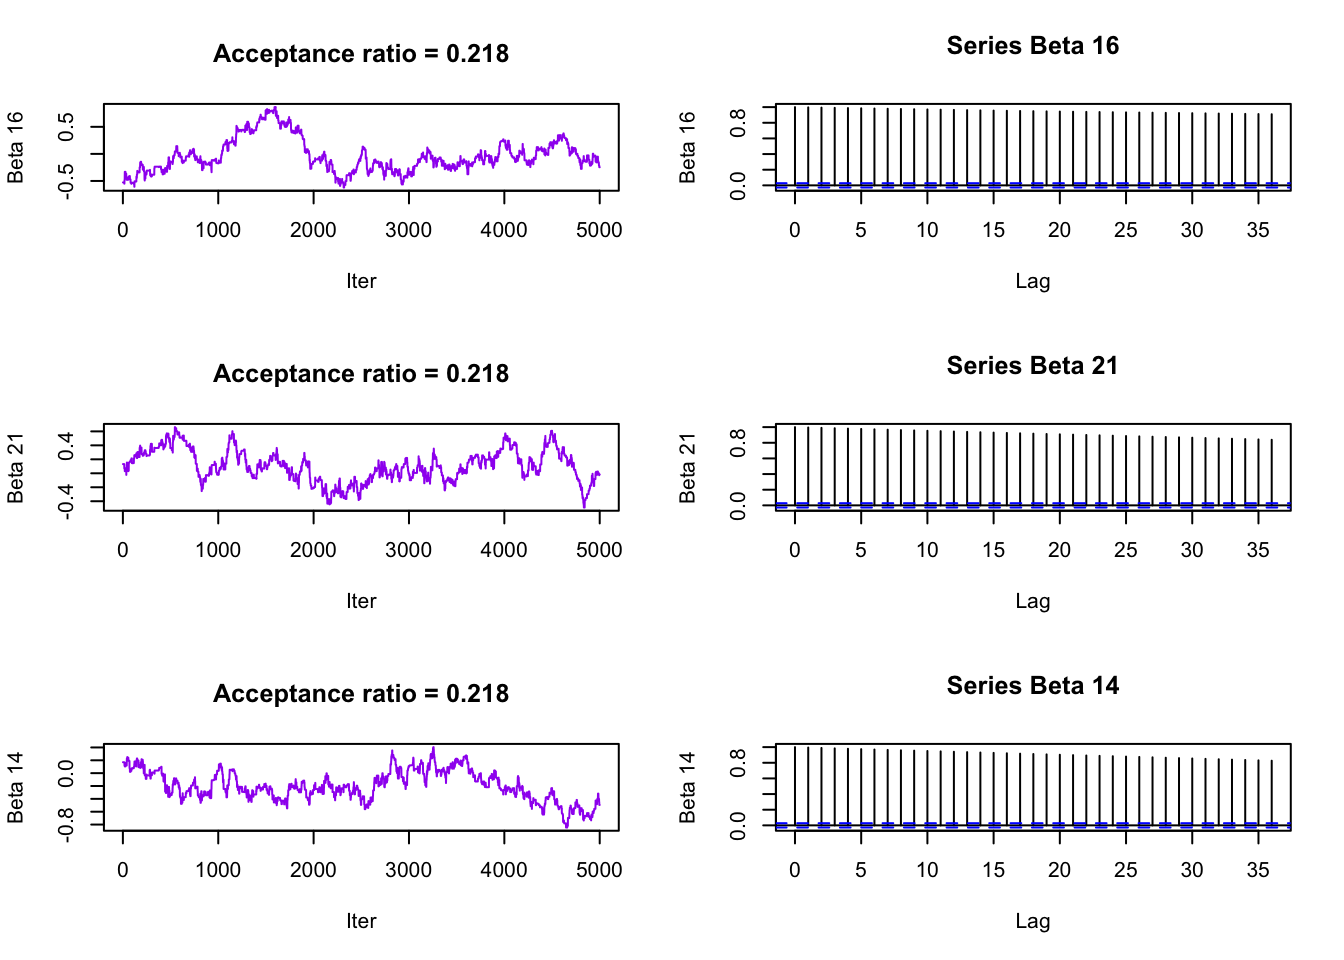 Acceptance ratio = 0.218
Beta 16
0.5
-0.5
0 1000 2000 3000 4000 5000
Iter
Series Beta 16
Beta 16
0.8
0.0
0 5 10 15 20 25 30 35
Lag
Acceptance ratio = 0.218
Beta 21
0.4
-0.4
0 1000 2000 3000 4000 5000
Iter
Series Beta 21
Beta 21
0.8
0.0
0 5 10 15 20 25 30 35
Lag
Acceptance ratio = 0.218
Beta 14
0.0
-0.8
0 1000 2000 3000 4000 5000
Iter
Series Beta 14
Beta 14
0.8
0.0
0 5 10 15 20 25 30 35
Lag